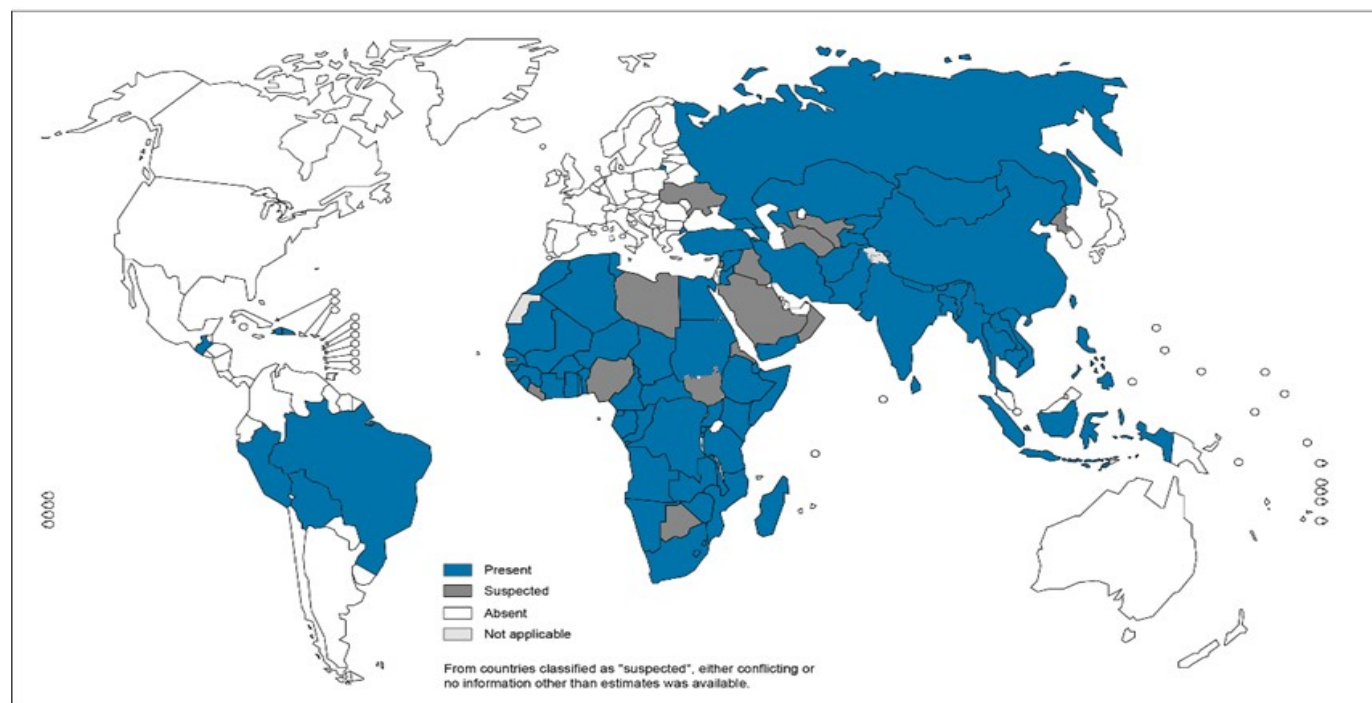 Present
Suspected
Absent
Not applicable
From countries classified as "suspected", either conflicting or
no information other than estimates was available.